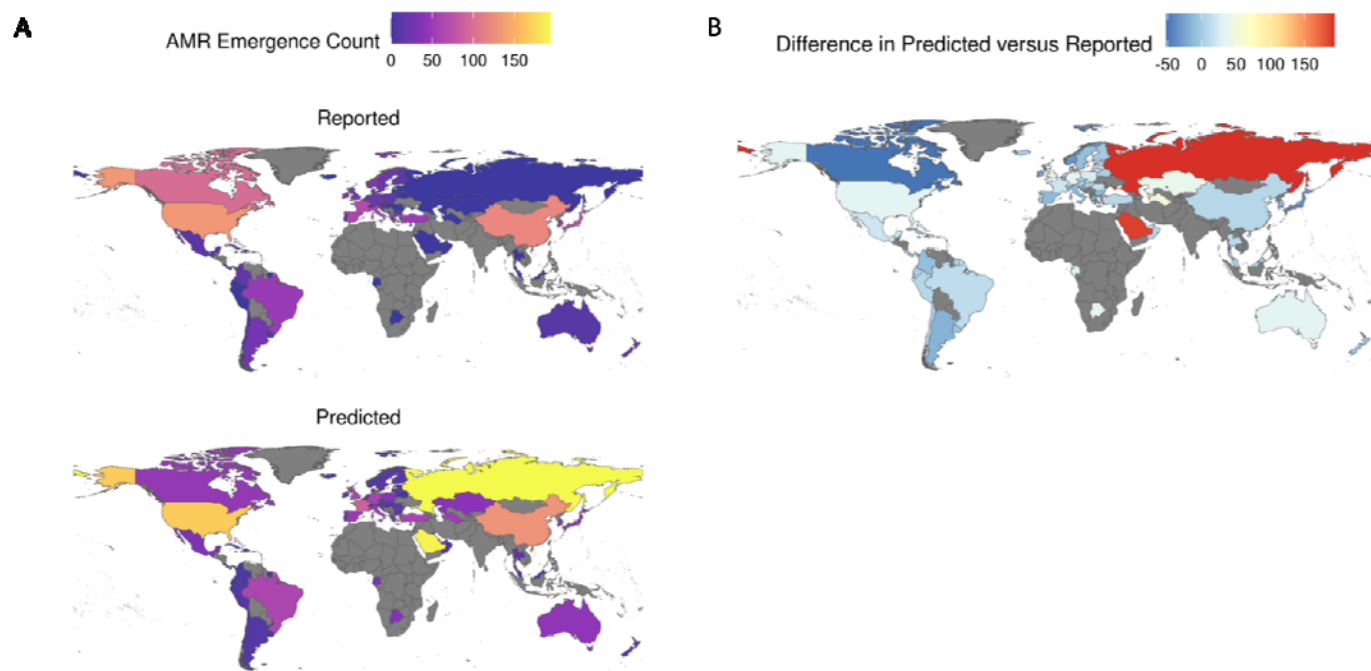 A
AMR Emergence Count
0 50 100 150
Reported
Predicted
B
Difference in Predicted versus Reported
-50 0 50 100 150